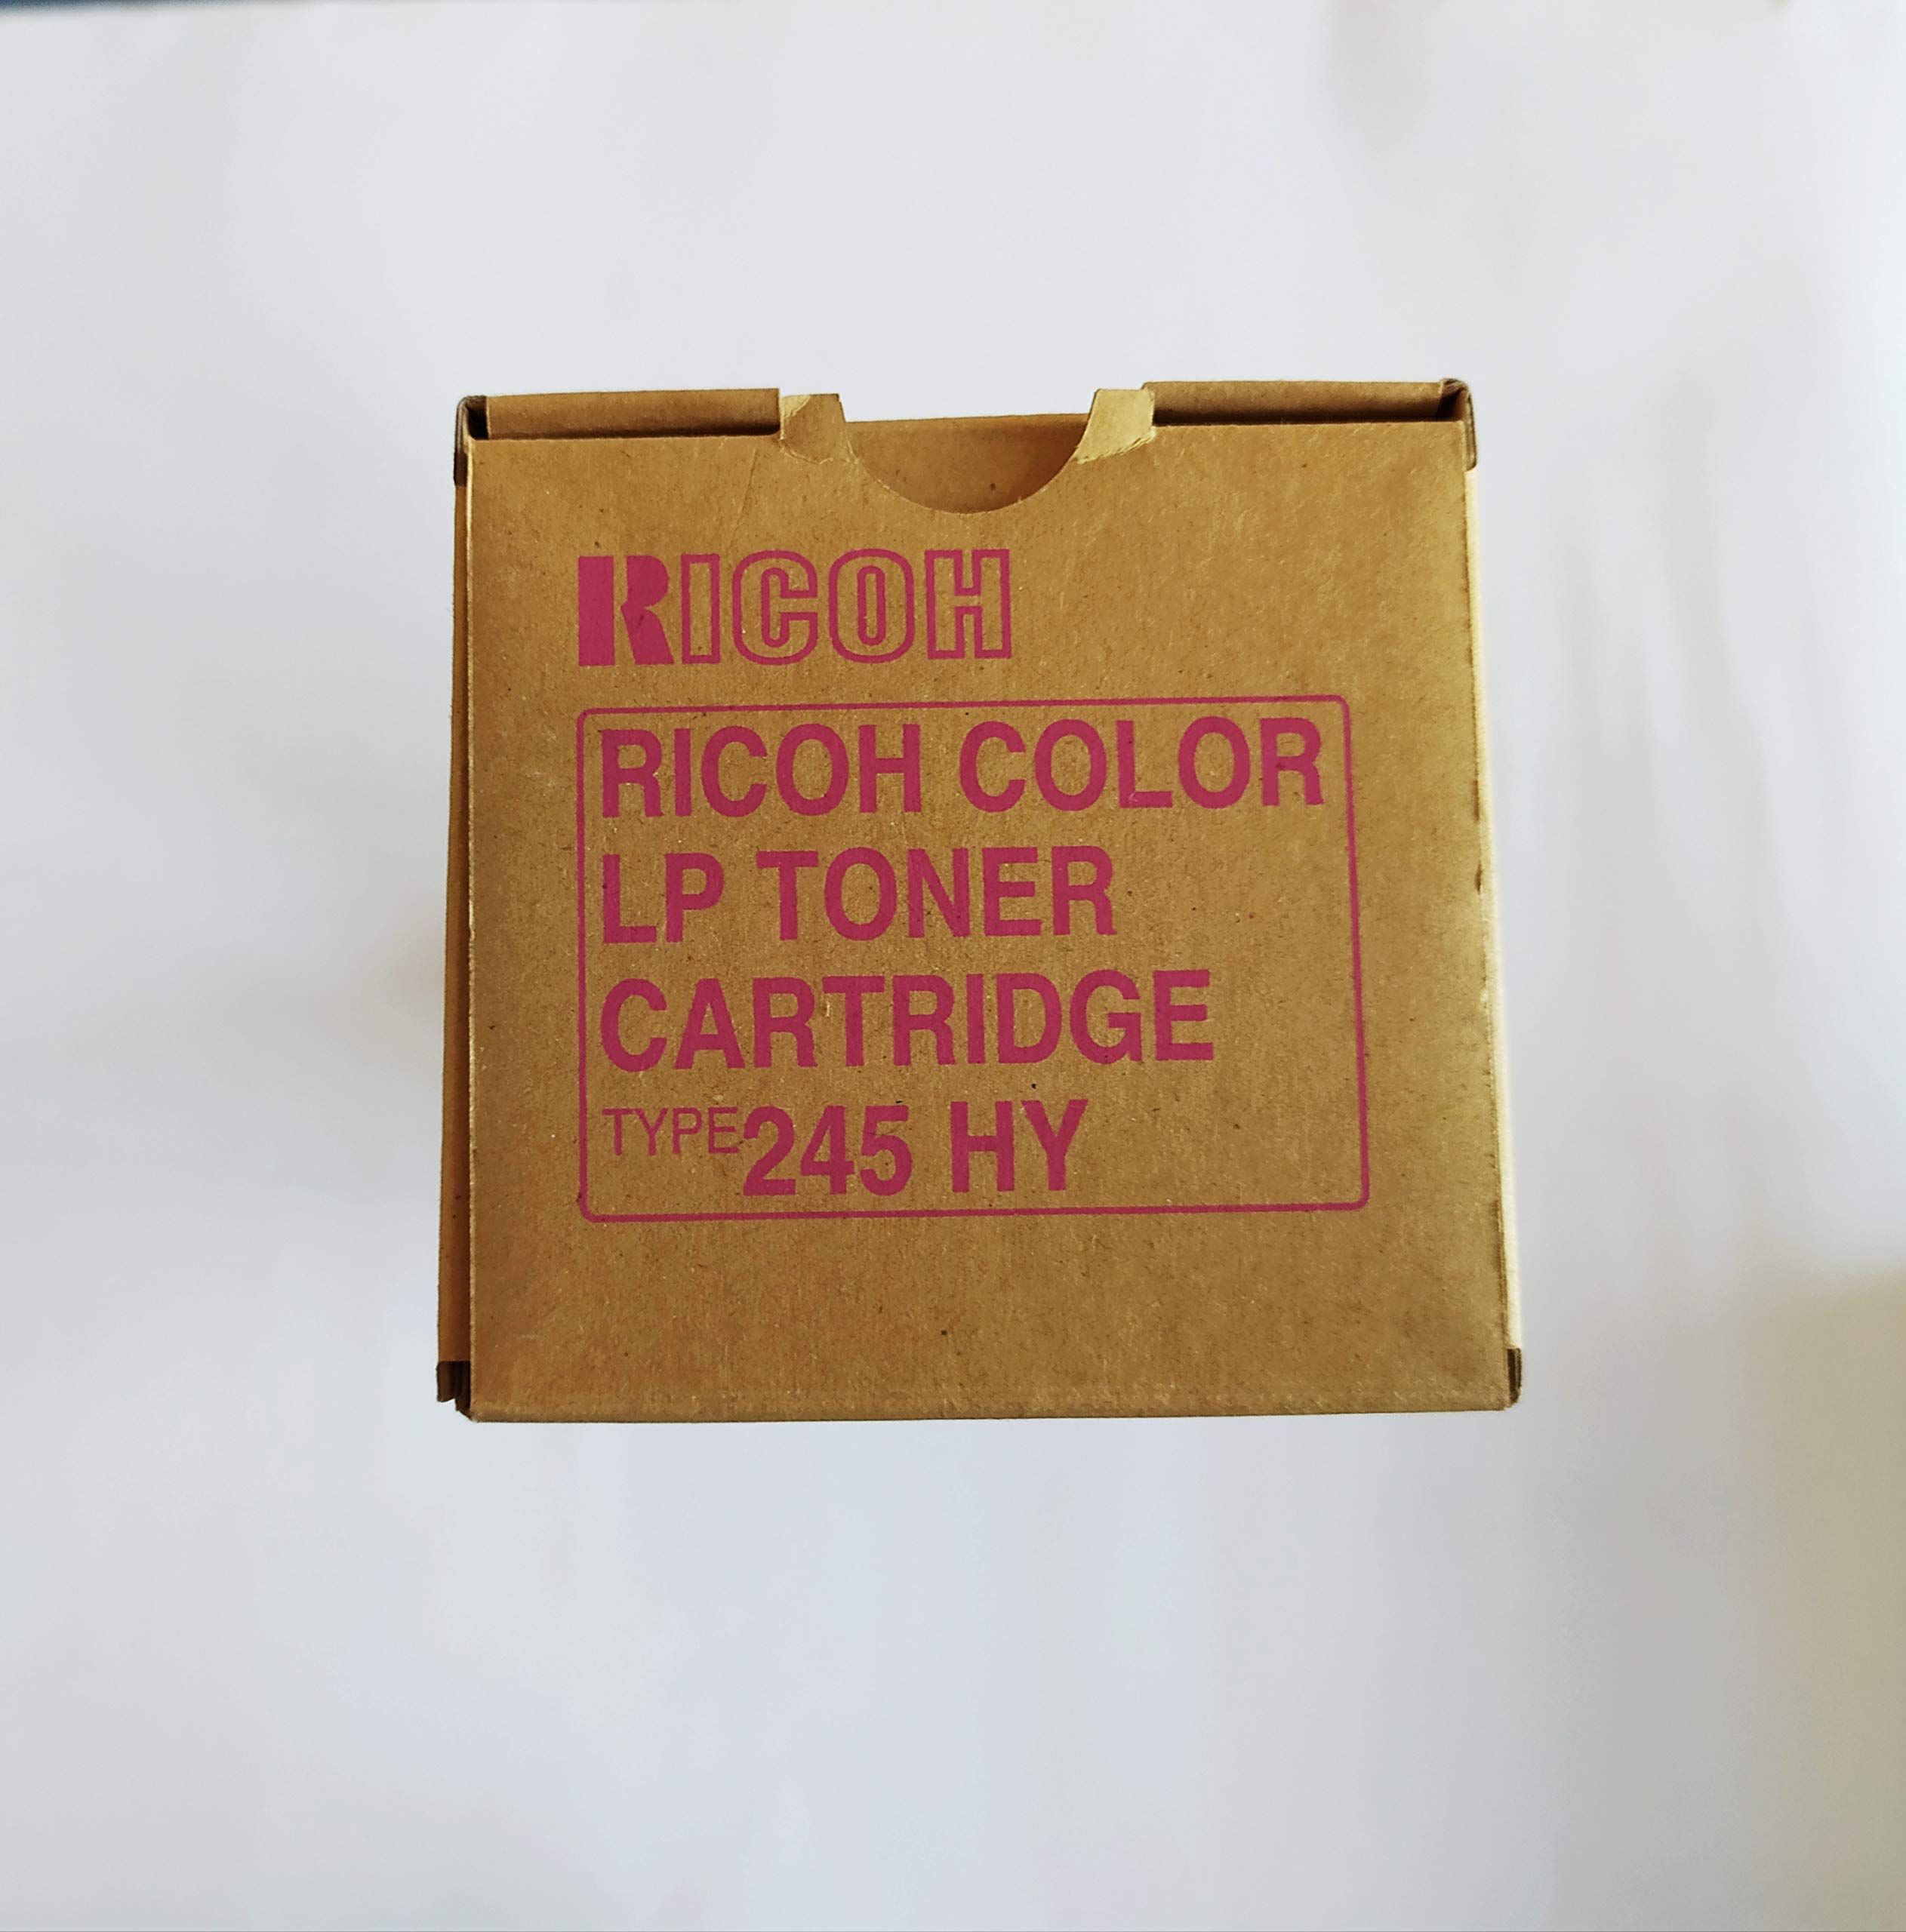 RICOH
RICOH COLOR
LP TONER
CARTRIDGE
TYPE 245 HY